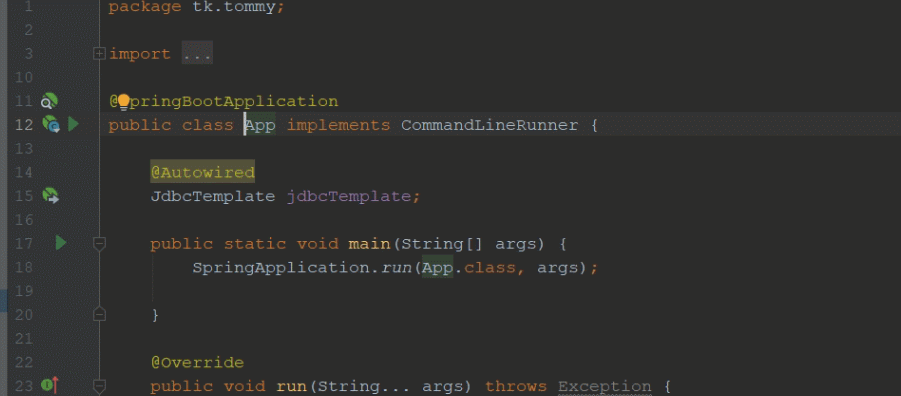 1 package tk.tommy;
2
3 import ...
10
11 @SpringBootApplication
12 public class App implements CommandLineRunner {
13
14 @Autowired
15 JdbcTemplate jdbcTemplate;
16
17 public static void main(String[] args) {
18 SpringApplication.run(App.class, args);
19
20 }
21
22 @Override
23 public void run(String... args) throws Exception {